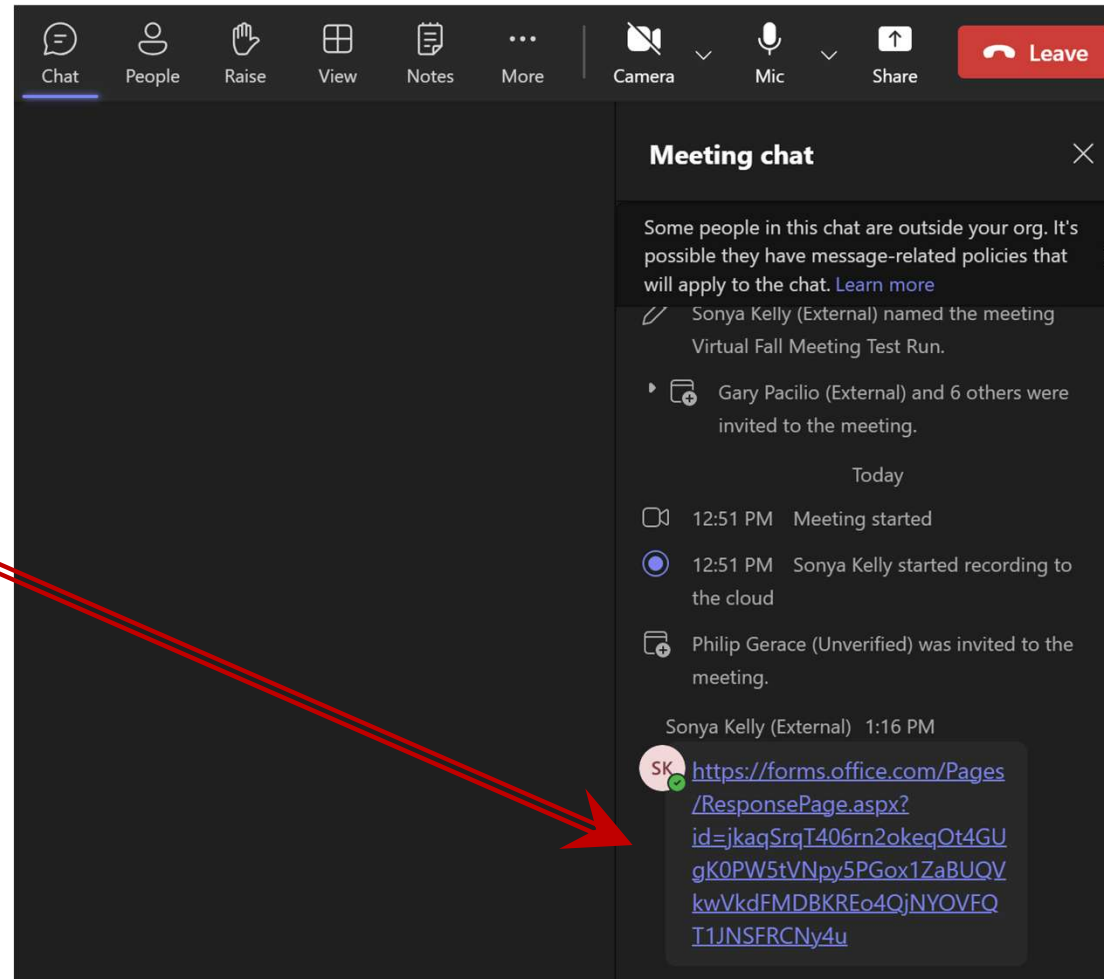 Chat People Raise View Notes More Camera Mic Share Leave
Meeting chat
Some people in this chat are outside your org. It's
possible they have message-related policies that
will apply to the chat. Learn more
Sonya Kelly (External) named the meeting
Virtual Fall Meeting Test Run.
Gary Pacilio (External) and 6 others were
invited to the meeting.
Today
12:51 PM Meeting started
12:51 PM Sonya Kelly started recording to
the cloud
Philip Gerace (Unverified) was invited to the
meeting.
Sonya Kelly (External) 1:16 PM
SK
https://forms.office.com/Pages
/ResponsePage.aspx?
id=jkaqSrqT406rn2okeqOt4GU
gK0PW5tVNpy5PGox1ZaBUQV
kwVkdFMDBKREo4QjNYOVFQ
T1JNSFRCNy4u